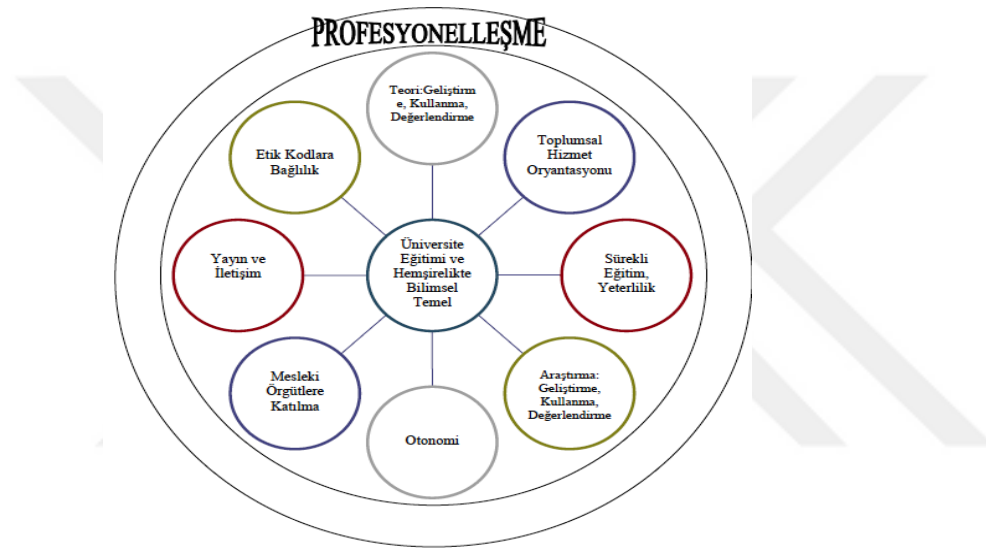 PROFESYONELLEŞME
Teori:Geliştirm
e, Kullanma,
Değerlendirme
Toplumsal
Hizmet
Oryantasyonu
Sürekli
Eğitim,
Yeterlilik
Araştırma:
Geliştirme,
Kullanma,
Değerlendirme
Otonomi
Mesleki
Örgütlere
Katılma
Yayın ve
İletişim
Etik Kodlara
Bağlılık
Üniversite
Eğitimi ve
Hemşirelikte
Bilimsel
Temel